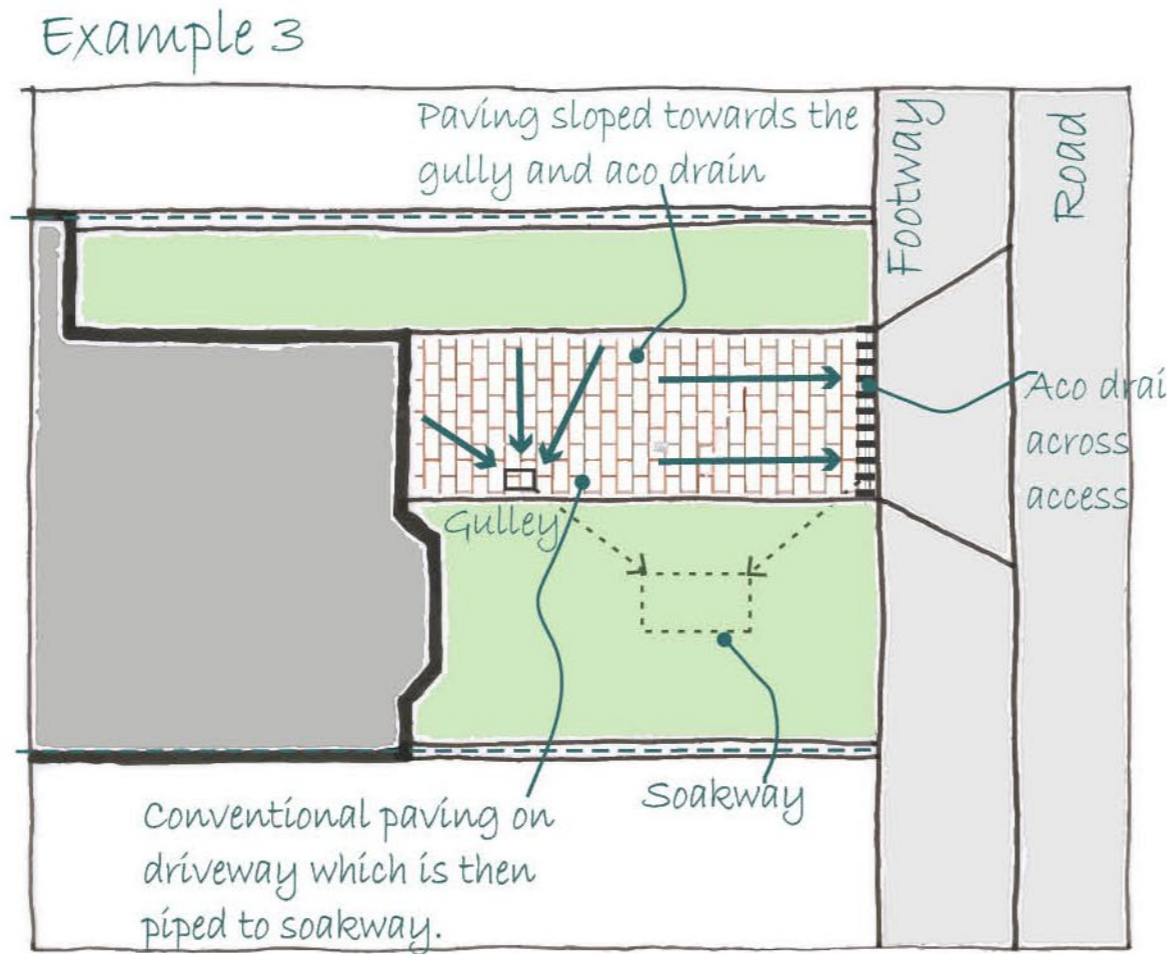 Example 3
Paving sloped towards the
gully and aco drain
Footway
Road
Aco drai
across
access
Gulley
Soakway
Conventional paving on
driveway which is then
piped to soakway.